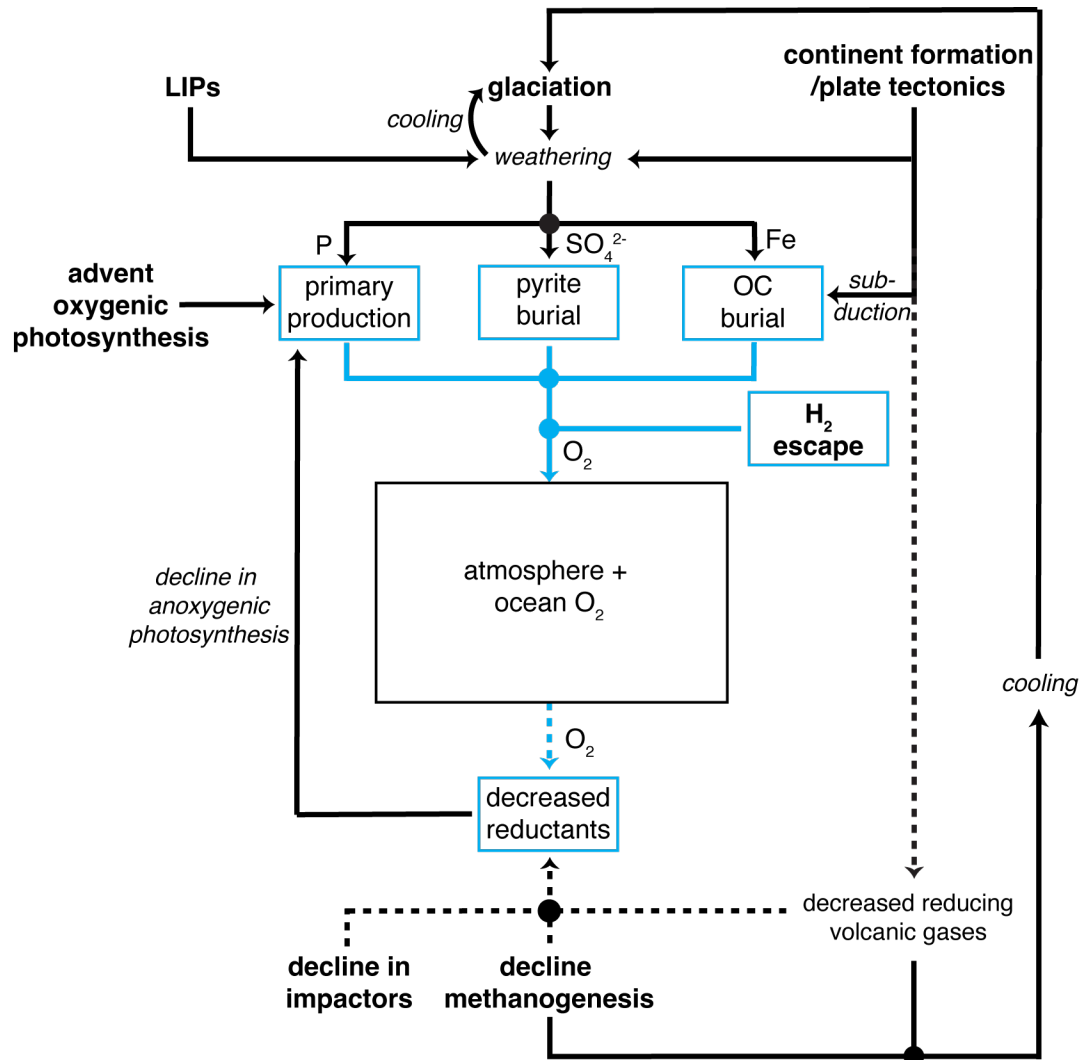 continent formation
/plate tectonics
LIPs
glaciation
cooling
weathering
P
SO₄²⁻
Fe
advent
oxygenic
photosynthesis
primary
production
pyrite
burial
OC
burial
sub-
duction
H₂
escape
O₂
atmosphere +
ocean O₂
decline in
anoxygenic
photosynthesis
cooling
O₂
decreased
reductants
decreased reducing
volcanic gases
decline in
impactors
decline
methanogenesis